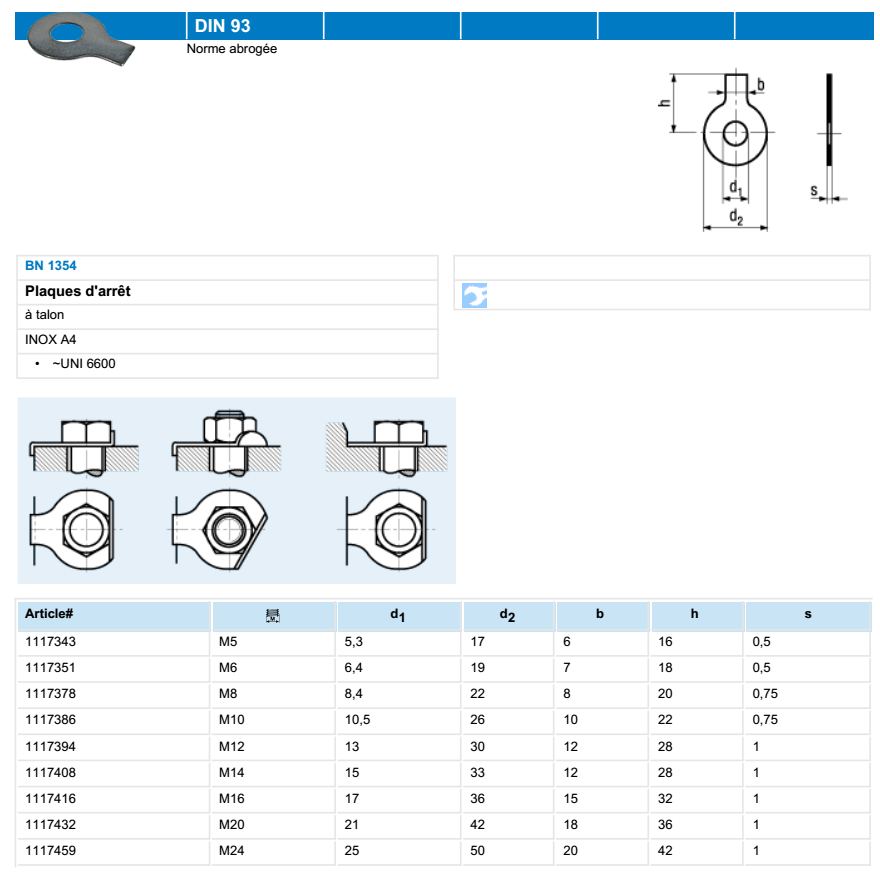 DIN 93
Norme abrogée
h
b
d1
s
d2
BN 1354
Plaques d'arrêt
à talon
INOX A4
• ~UNI 6600
Article# M d1 d2 b h s
1117343 M5 5,3 17 6 16 0,5
1117351 M6 6,4 19 7 18 0,5
1117378 M8 8,4 22 8 20 0,75
1117386 M10 10,5 26 10 22 0,75
1117394 M12 13 30 12 28 1
1117408 M14 15 33 12 28 1
1117416 M16 17 36 15 32 1
1117432 M20 21 42 18 36 1
1117459 M24 25 50 20 42 1